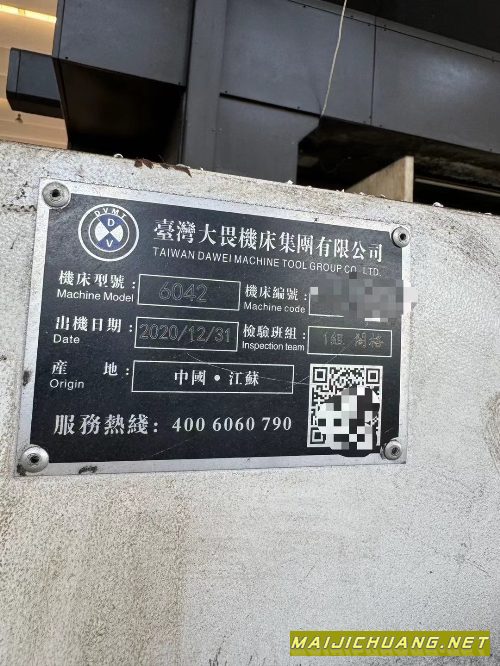 DVMT
D
V
臺灣大畏機床集團有限公司
TAIWAN DAWEI MACHINE TOOL GROUP CO., LTD.
機床型號:
Machine Model
6042
機床編號:
Machine code
出機日期:
Date
2020/12/31
檢驗班組:
Inspection team
1組
產 地:
Origin
中國·江蘇
服務熱綫: 400 6060 790
MAIJICHUANG.NET